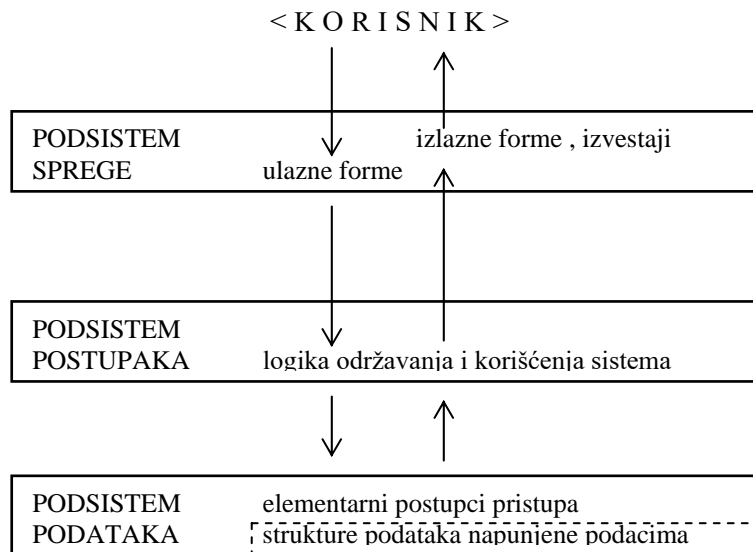 < K O R I S N I K >
PODSISTEM izlazne forme , izvestaji
SPREGE ulazne forme
PODSISTEM
POSTUPAKA logika održavanja i korišćenja sistema
PODSISTEM elementarni postupci pristupa
PODATAKA strukture podataka napunjene podacima